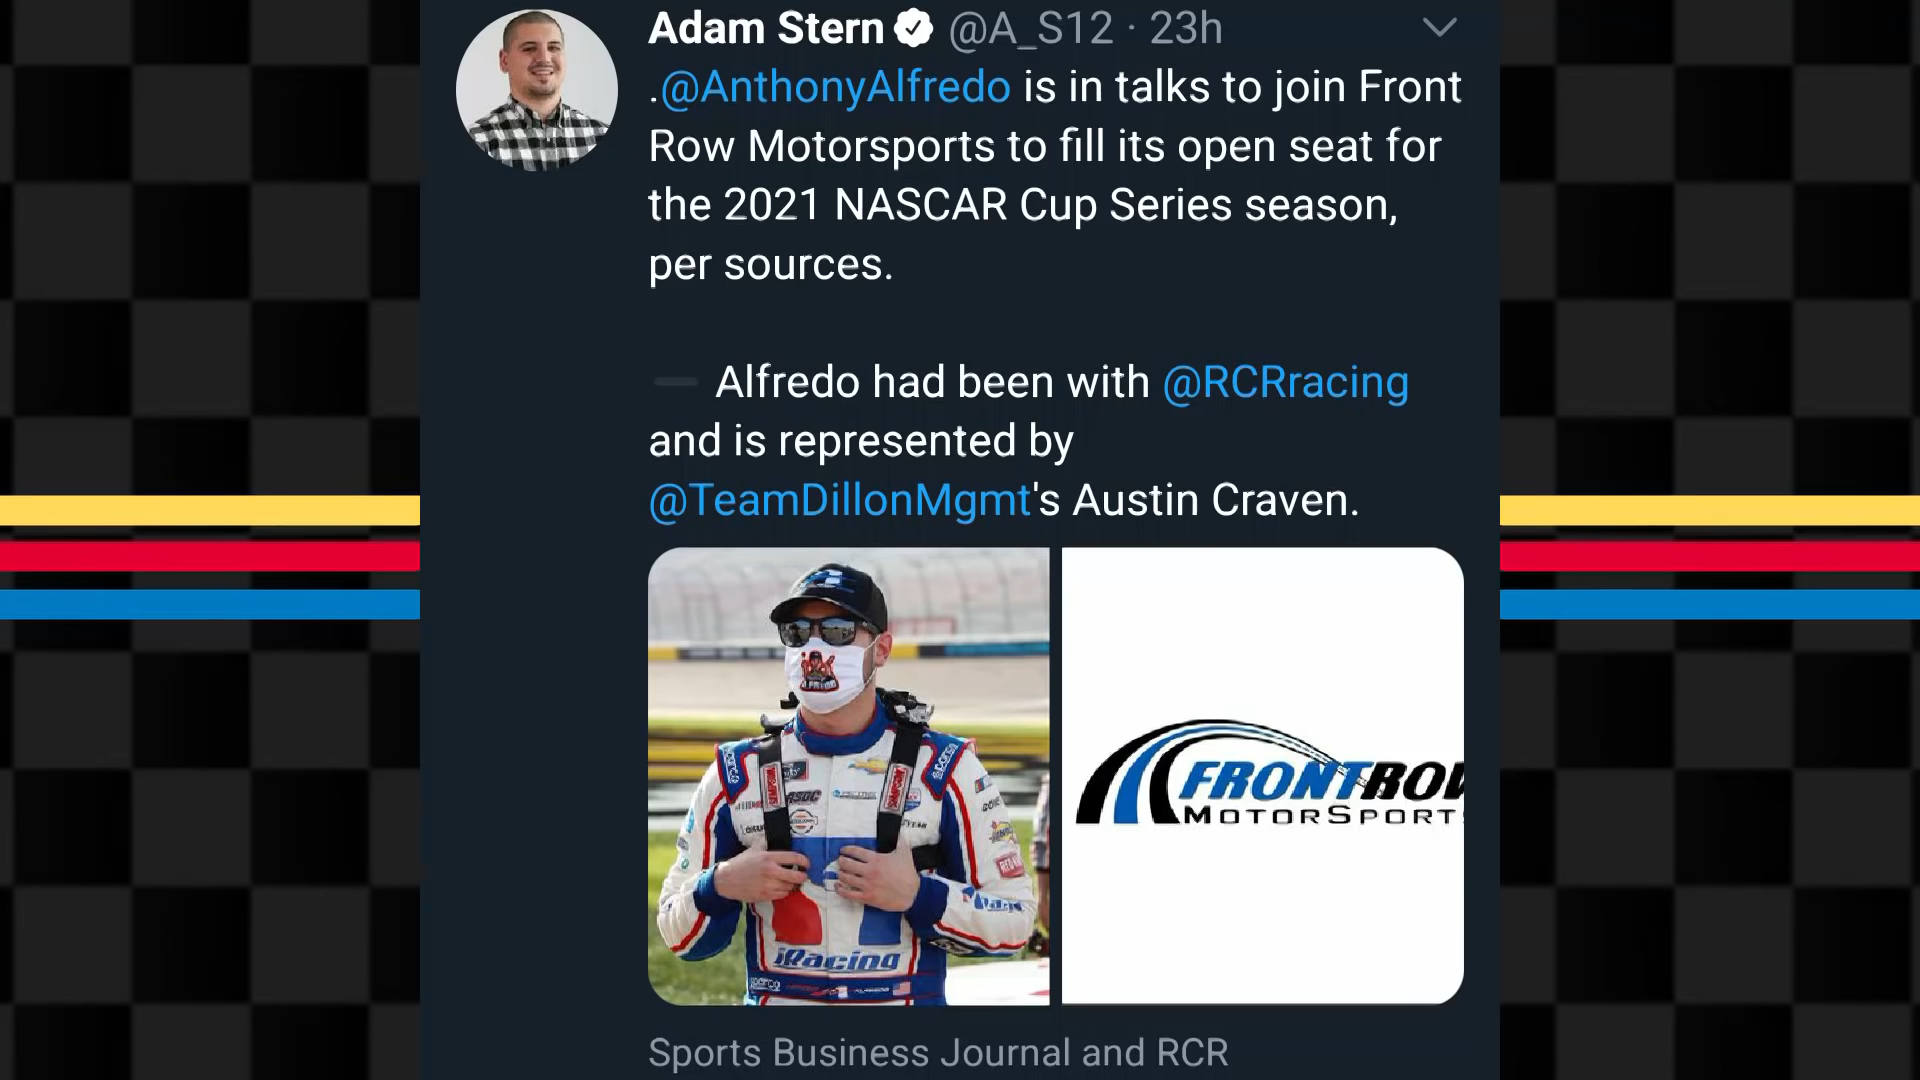 Adam Stern @A_S12 · 23h
.@AnthonyAlfredo is in talks to join Front
Row Motorsports to fill its open seat for
the 2021 NASCAR Cup Series season,
per sources.
Alfredo had been with @RCRracing
and is represented by
@TeamDillonMgmt's Austin Craven.
iRacing
sparco
FRONTROW
MOTORSPORTS
Sports Business Journal and RCR